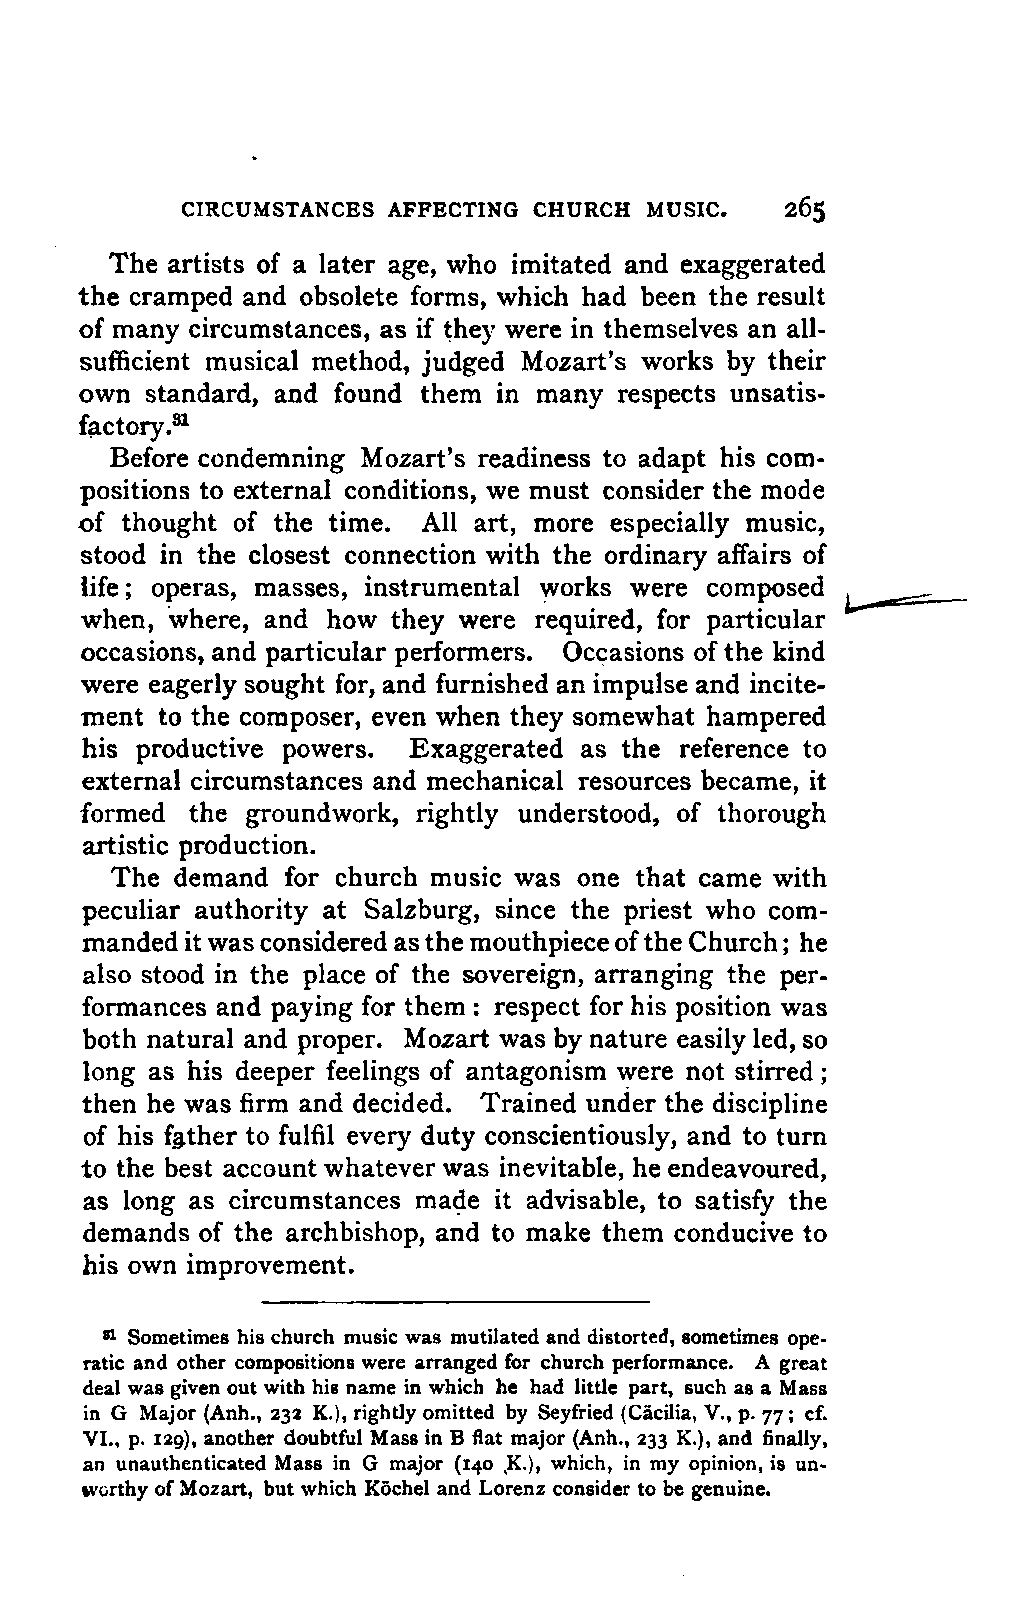 CIRCUMSTANCES AFFECTING CHURCH MUSIC. 265
The artists of a later age, who imitated and exaggerated
the cramped and obsolete forms, which had been the result
of many circumstances, as if they were in themselves an all-
sufficient musical method, judged Mozart's works by their
own standard, and found them in many respects unsatis-
factory.³¹
Before condemning Mozart's readiness to adapt his com-
positions to external conditions, we must consider the mode
of thought of the time. All art, more especially music,
stood in the closest connection with the ordinary affairs of
life; operas, masses, instrumental works were composed
when, where, and how they were required, for particular
occasions, and particular performers. Occasions of the kind
were eagerly sought for, and furnished an impulse and incite-
ment to the composer, even when they somewhat hampered
his productive powers. Exaggerated as the reference to
external circumstances and mechanical resources became, it
formed the groundwork, rightly understood, of thorough
artistic production.
The demand for church music was one that came with
peculiar authority at Salzburg, since the priest who com-
manded it was considered as the mouthpiece of the Church; he
also stood in the place of the sovereign, arranging the per-
formances and paying for them: respect for his position was
both natural and proper. Mozart was by nature easily led, so
long as his deeper feelings of antagonism were not stirred;
then he was firm and decided. Trained under the discipline
of his father to fulfil every duty conscientiously, and to turn
to the best account whatever was inevitable, he endeavoured,
as long as circumstances made it advisable, to satisfy the
demands of the archbishop, and to make them conducive to
his own improvement.
³¹ Sometimes his church music was mutilated and distorted, sometimes ope-
ratic and other compositions were arranged for church performance. A great
deal was given out with his name in which he had little part, such as a Mass
in G Major (Anh., 232 K.), rightly omitted by Seyfried (Cäcilia, V., p. 77; cf.
VI., p. 129), another doubtful Mass in B flat major (Anh., 233 K.), and finally,
an unauthenticated Mass in G major (140 K.), which, in my opinion, is un-
worthy of Mozart, but which Köchel and Lorenz consider to be genuine.